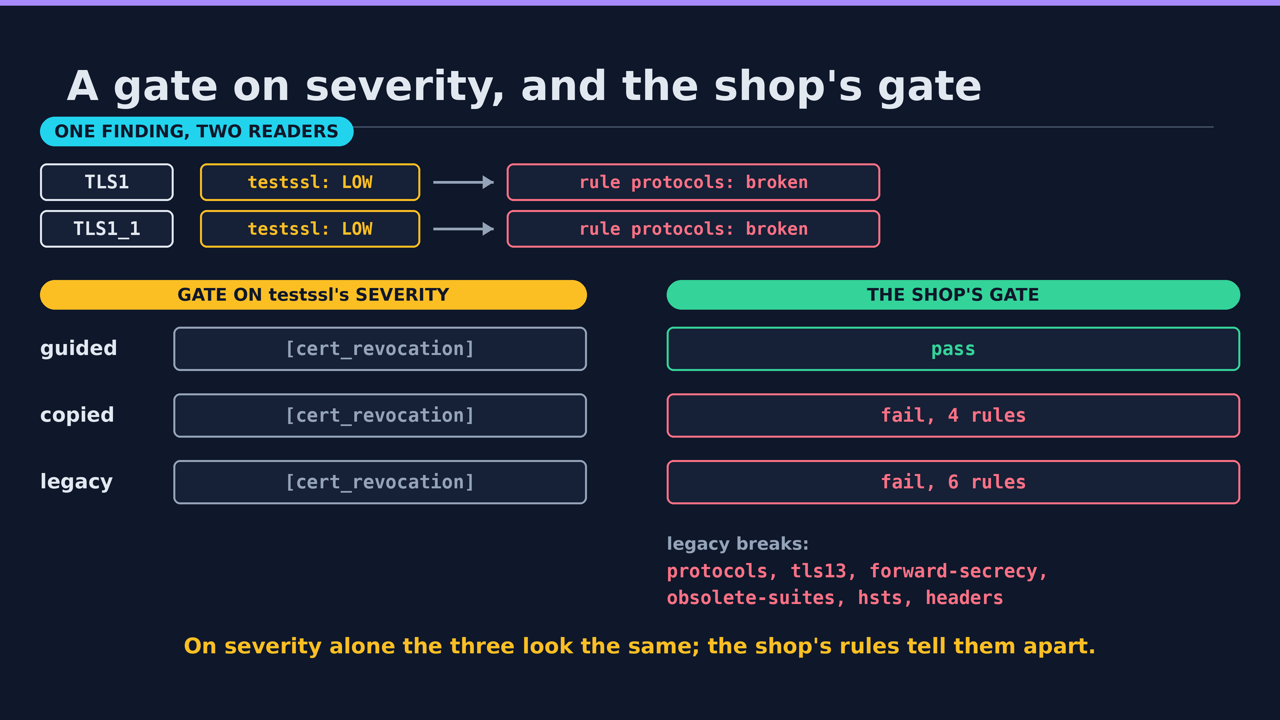 A gate on severity, and the shop's gate
ONE FINDING, TWO READERS
TLS1 testssl: LOW rule protocols: broken
TLS1_1 testssl: LOW rule protocols: broken
GATE ON testssl's SEVERITY THE SHOP'S GATE
guided [cert_revocation] pass
copied [cert_revocation] fail, 4 rules
legacy [cert_revocation] fail, 6 rules
legacy breaks:
protocols, tls13, forward-secrecy,
obsolete-suites, hsts, headers
On severity alone the three look the same; the shop's rules tell them apart.